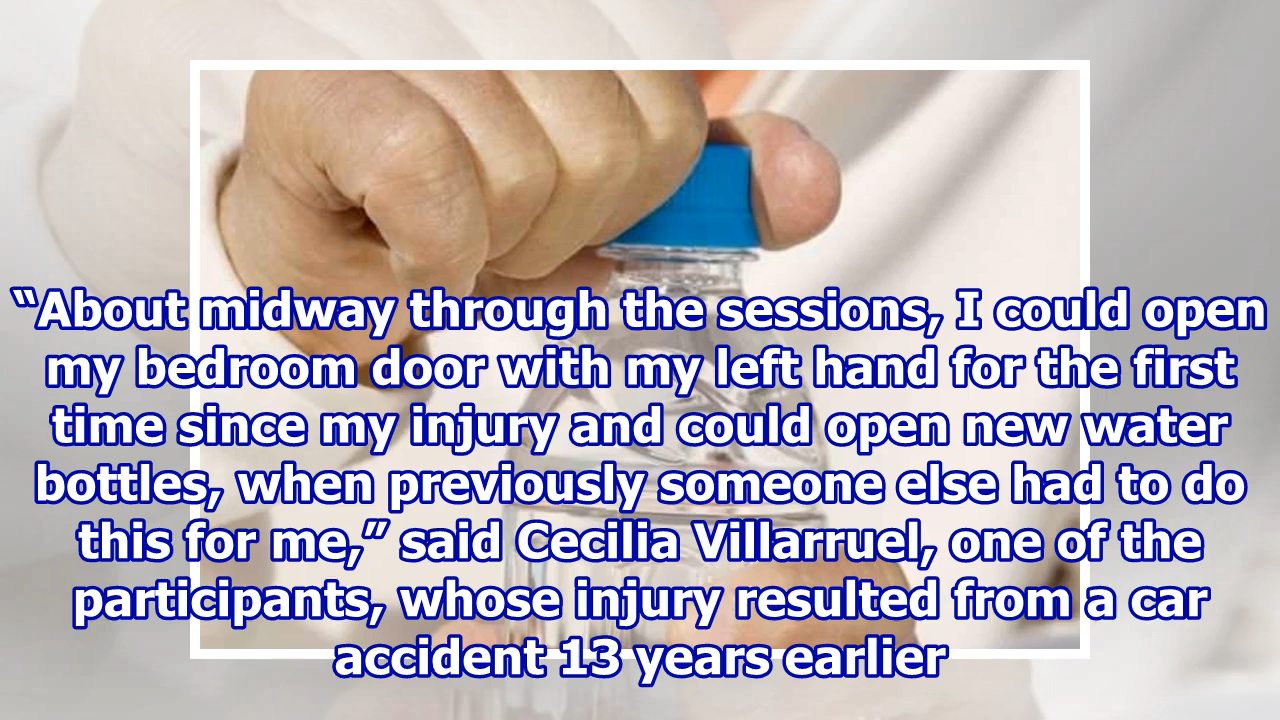 “About midway through the sessions, I could open
my bedroom door with my left hand for the first
time since my injury and could open new water
bottles, when previously someone else had to do
this for me,” said Cecilia Villarruel, one of the
participants, whose injury resulted from a car
accident 13 years earlier